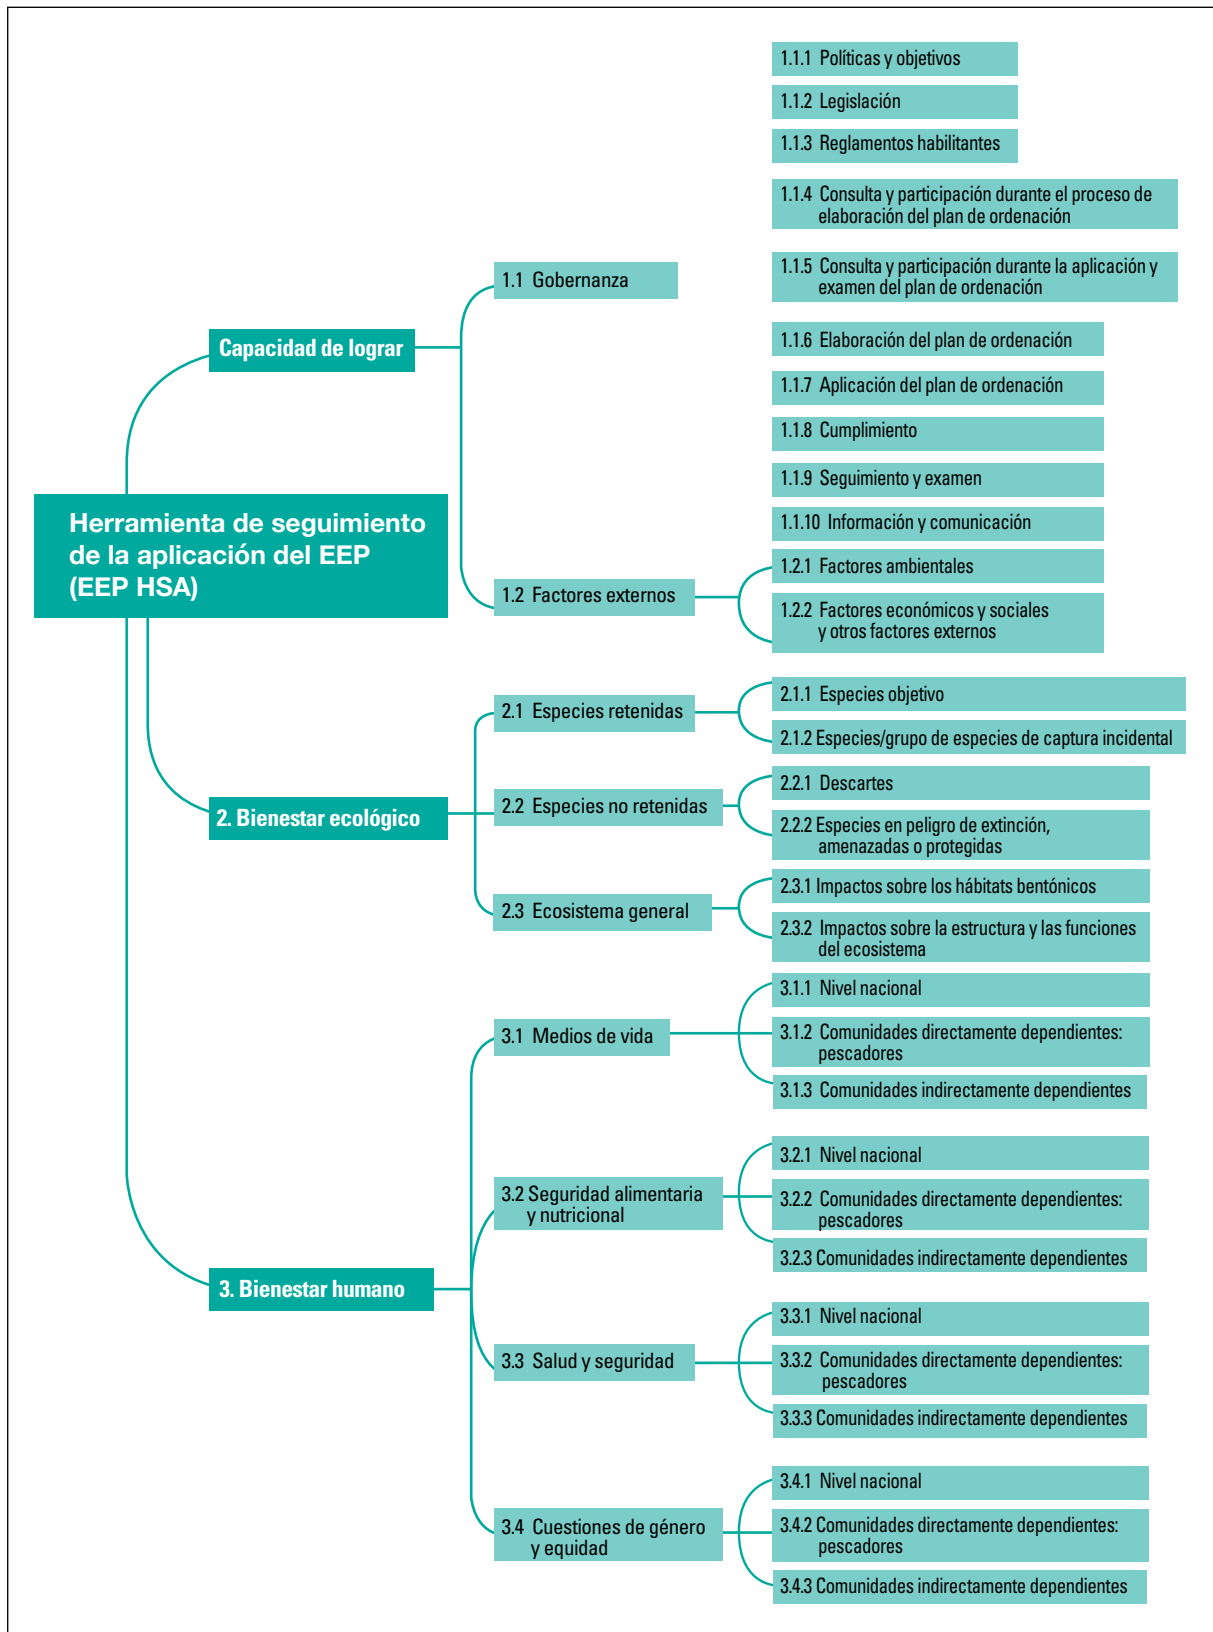 Herramienta de seguimiento
de la aplicación del EEP
(EEP HSA)
Capacidad de lograr
1.1 Gobernanza
1.1.1 Políticas y objetivos
1.1.2 Legislación
1.1.3 Reglamentos habilitantes
1.1.4 Consulta y participación durante el proceso de
elaboración del plan de ordenación
1.1.5 Consulta y participación durante la aplicación y
examen del plan de ordenación
1.1.6 Elaboración del plan de ordenación
1.1.7 Aplicación del plan de ordenación
1.1.8 Cumplimiento
1.1.9 Seguimiento y examen
1.1.10 Información y comunicación
1.2 Factores externos
1.2.1 Factores ambientales
1.2.2 Factores económicos y sociales
y otros factores externos
2. Bienestar ecológico
2.1 Especies retenidas
2.1.1 Especies objetivo
2.1.2 Especies/grupo de especies de captura incidental
2.2 Especies no retenidas
2.2.1 Descartes
2.2.2 Especies en peligro de extinción,
amenazadas o protegidas
2.3 Ecosistema general
2.3.1 Impactos sobre los hábitats bentónicos
2.3.2 Impactos sobre la estructura y las funciones
del ecosistema
3. Bienestar humano
3.1 Medios de vida
3.1.1 Nivel nacional
3.1.2 Comunidades directamente dependientes:
pescadores
3.1.3 Comunidades indirectamente dependientes
3.2 Seguridad alimentaria
y nutricional
3.2.1 Nivel nacional
3.2.2 Comunidades directamente dependientes:
pescadores
3.2.3 Comunidades indirectamente dependientes
3.3 Salud y seguridad
3.3.1 Nivel nacional
3.3.2 Comunidades directamente dependientes:
pescadores
3.3.3 Comunidades indirectamente dependientes
3.4 Cuestiones de género
y equidad
3.4.1 Nivel nacional
3.4.2 Comunidades directamente dependientes:
pescadores
3.4.3 Comunidades indirectamente dependientes